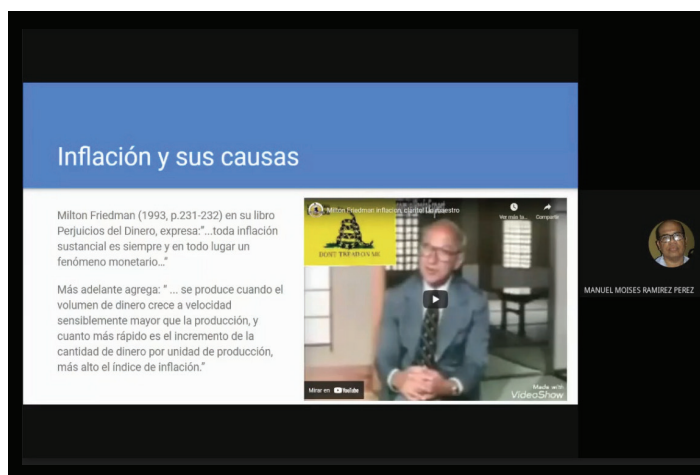 Inflación y sus causas
Milton Friedman (1993, p.231-232) en su libro
Perjuicios del Dinero, expresa:"...toda inflación
sustancial es siempre y en todo lugar un
fenómeno monetario…"
Más adelante agrega: “ ... se produce cuando el
volumen de dinero crece a velocidad
sensiblemente mayor que la producción, y
cuanto más rápido es el incremento de la
cantidad de dinero por unidad de producción,
más alto el índice de inflación.”
Milton Friedman inflacion, clarito!
Ver más ta...
Compartir
DON'T TREAD ON ME
Mirar en YouTube
Made with
VideoShow
MANUEL MOISES RAMIREZ PEREZ